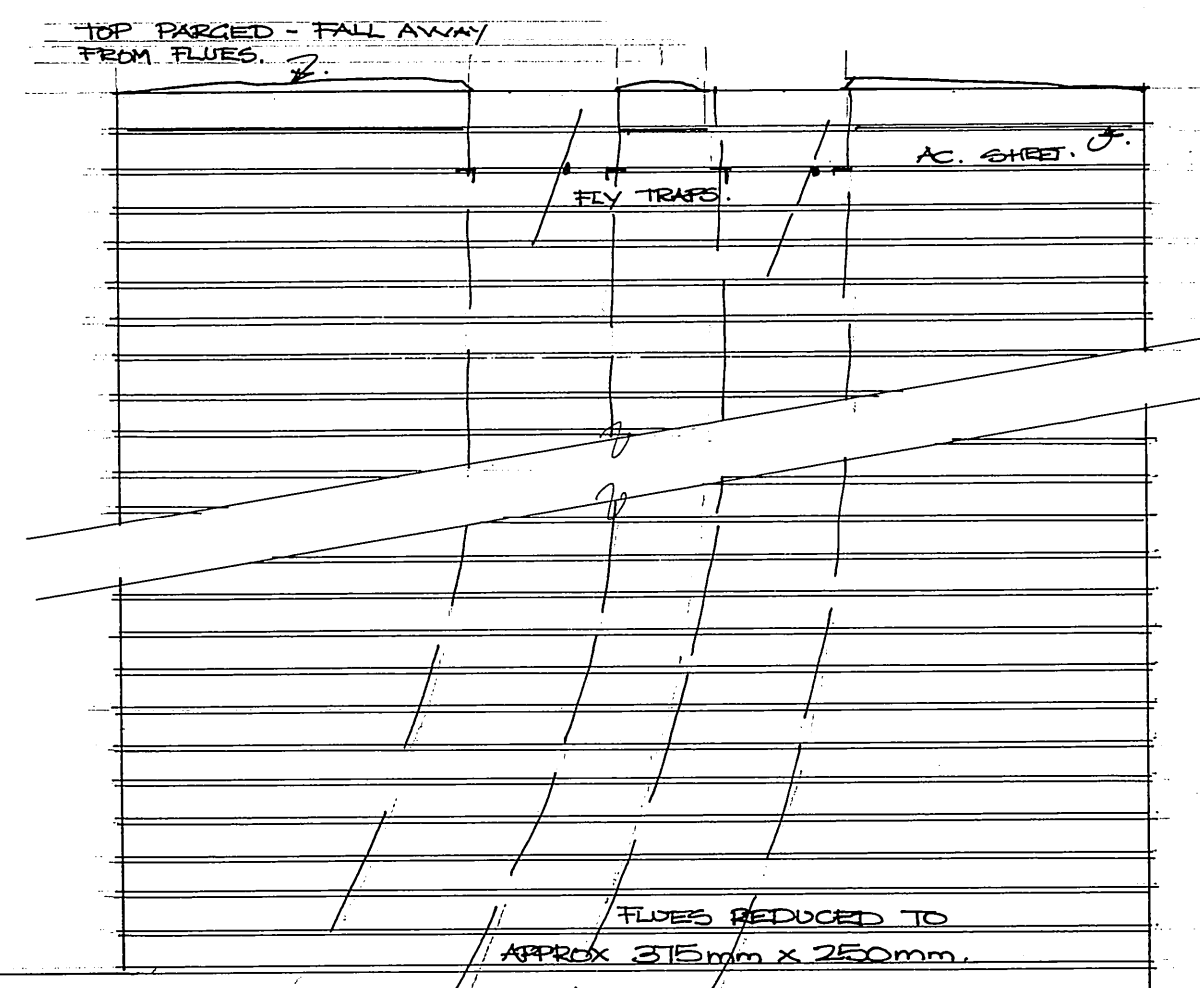 TOP PARGED - FALL AWAY
FROM FLUES.
AC. SHEET.
FLY TRAPS.
FLUES REDUCED TO
APPROX 375mm x 250mm.